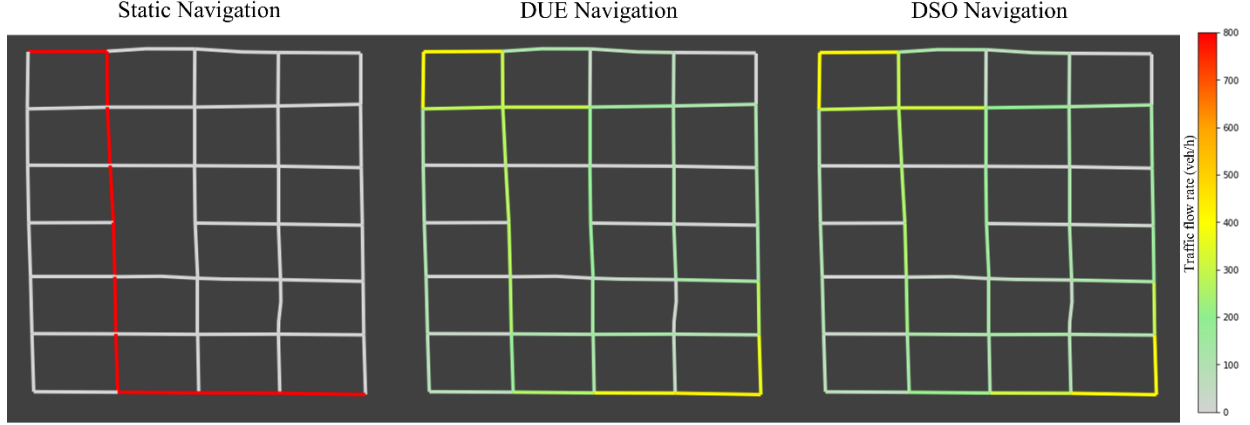 Static Navigation
DUE Navigation
DSO Navigation
800
700
600
500
400
300
200
100
0
Traffic flow rate (veh/h)